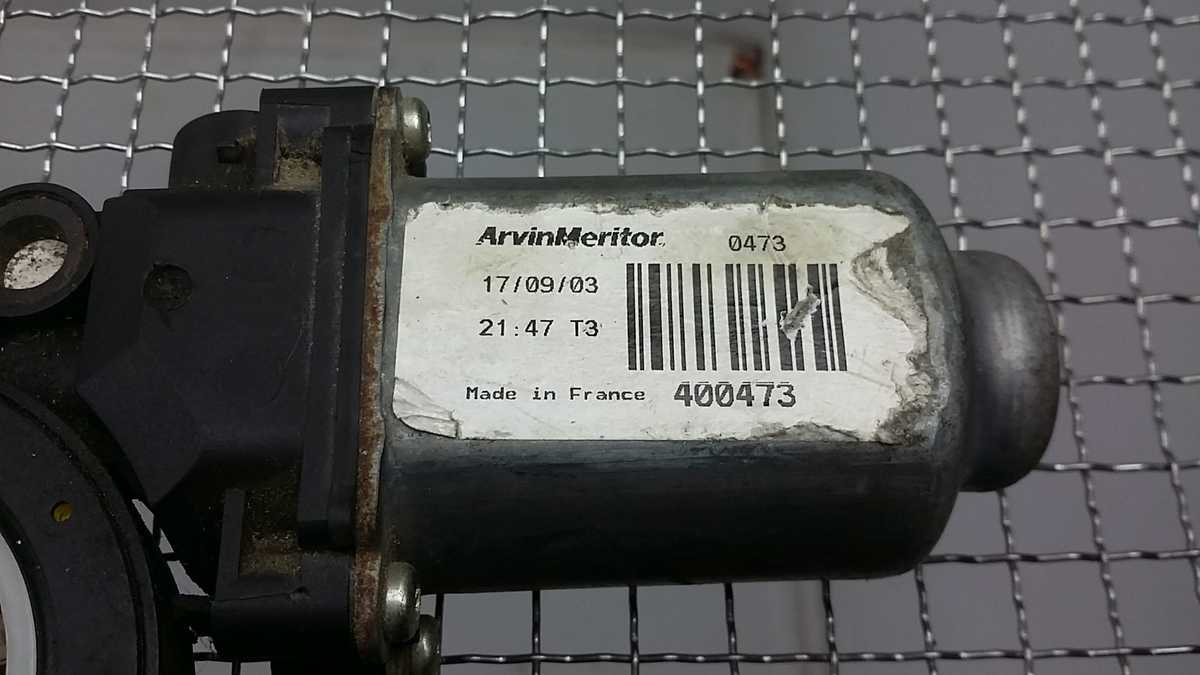 ArvinMeritor. 0473
17/09/03
21:47 T3
Made in France 400473